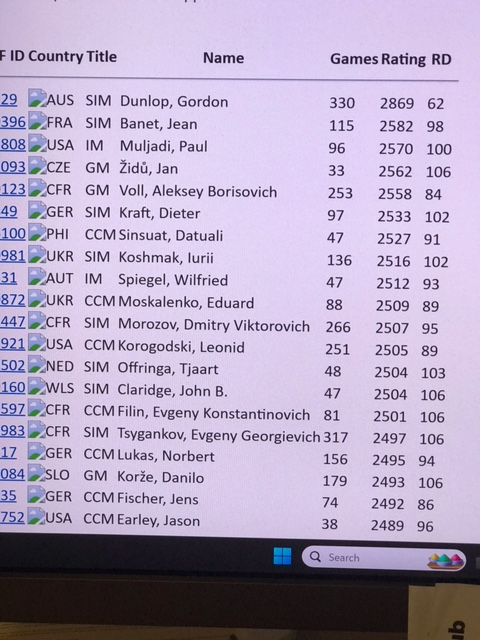 F ID Country Title Name Games Rating RD
29 AUS SIM Dunlop, Gordon 330 2869 62
396 FRA SIM Banet, Jean 115 2582 98
808 USA IM Muljadi, Paul 96 2570 100
093 CZE GM Židů, Jan 33 2562 106
123 CFR GM Voll, Aleksey Borisovich 253 2558 84
49 GER SIM Kraft, Dieter 97 2533 102
100 PHI CCM Sinsuat, Datuali 47 2527 91
981 UKR SIM Koshmak, Iurii 136 2516 102
31 AUT IM Spiegel, Wilfried 47 2512 93
872 UKR CCM Moskalenko, Eduard 88 2509 89
447 CFR SIM Morozov, Dmitry Viktorovich 266 2507 95
921 USA CCM Korogodski, Leonid 251 2505 89
502 NED SIM Offringa, Tjaart 48 2504 103
160 WLS SIM Claridge, John B. 47 2504 106
597 CFR CCM Filin, Evgeny Konstantinovich 81 2501 106
983 CFR SIM Tsygankov, Evgeny Georgievich 317 2497 106
17 GER CCM Lukas, Norbert 156 2495 94
084 SLO GM Korže, Danilo 179 2493 106
35 GER CCM Fischer, Jens 74 2492 86
752 USA CCM Earley, Jason 38 2489 96
Search
ub